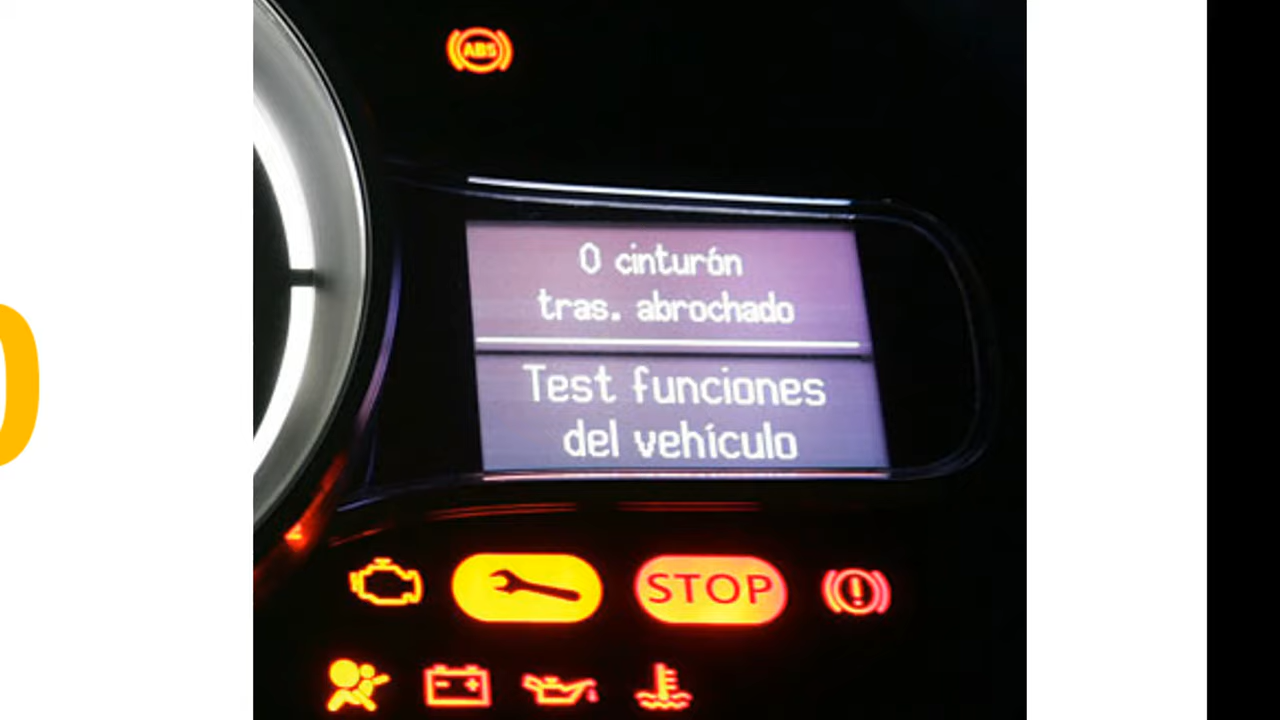 ABS
0 cinturón
tras. abrochado
Test funciones
del vehículo
STOP